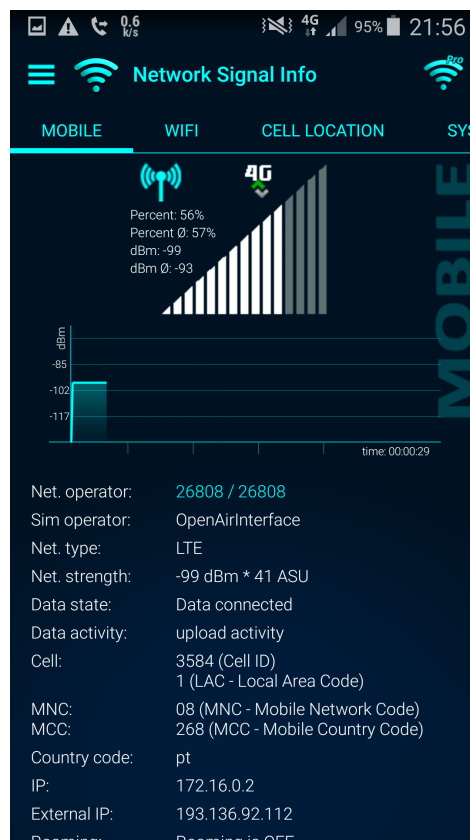 0.6
k/s
4G
95%
21:56
Network Signal Info
Pro
MOBILE
WIFI
CELL LOCATION
SYS
4G
Percent: 56%
Percent Ø: 57%
dBm: -99
dBm Ø: -93
MOBILE
dBm
-85
-102
-117
time: 00:00:29
Net. operator: 26808 / 26808
Sim operator: OpenAirInterface
Net. type: LTE
Net. strength: -99 dBm * 41 ASU
Data state: Data connected
Data activity: upload activity
Cell: 3584 (Cell ID)
1 (LAC - Local Area Code)
MNC: 08 (MNC - Mobile Network Code)
MCC: 268 (MCC - Mobile Country Code)
Country code: pt
IP: 172.16.0.2
External IP: 193.136.92.112
Roaming: Roaming is OFF